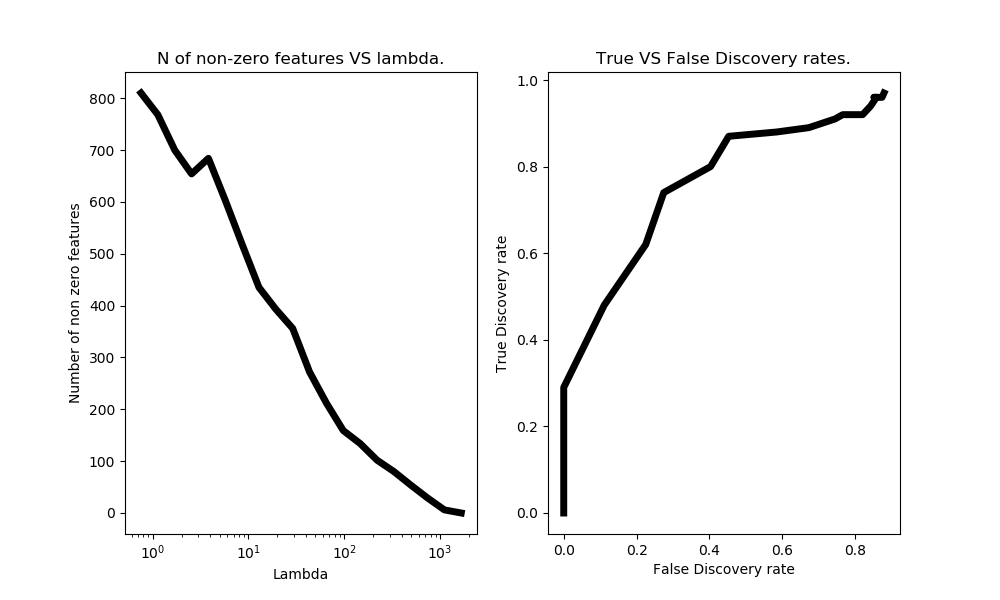 N of non-zero features VS lambda.
800
700
600
500
400
300
200
100
0
Number of non zero features
10^0 10^1 10^2 10^3
Lambda
True VS False Discovery rates.
1.0
0.8
0.6
0.4
0.2
0.0
True Discovery rate
0.0 0.2 0.4 0.6 0.8
False Discovery rate